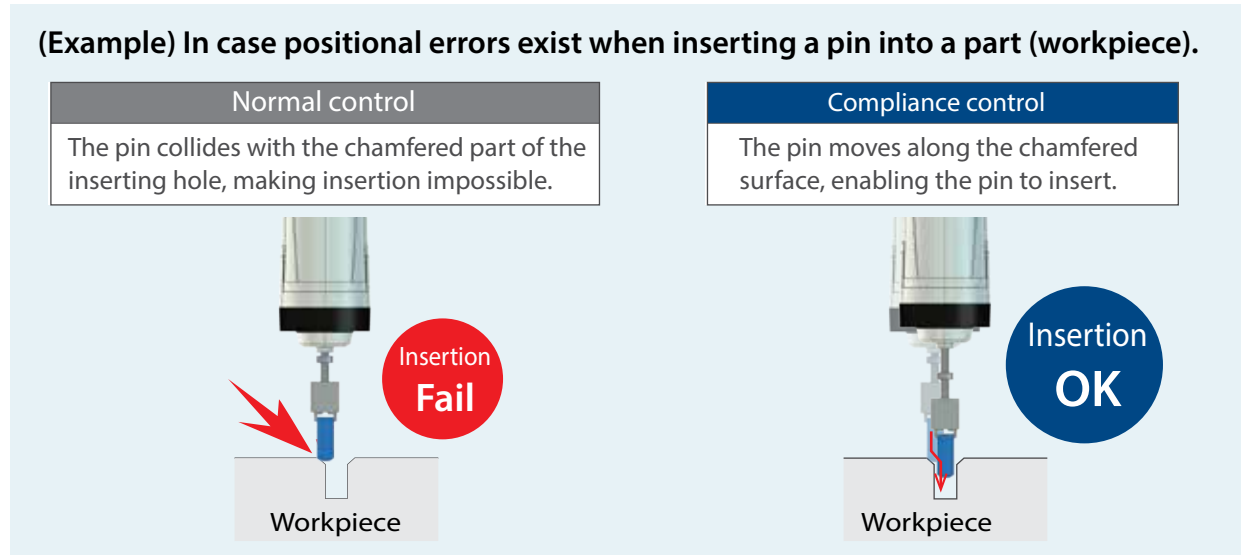 (Example) In case positional errors exist when inserting a pin into a part (workpiece).
Normal control
The pin collides with the chamfered part of the
inserting hole, making insertion impossible.
Insertion
Fail
Workpiece
Compliance control
The pin moves along the chamfered
surface, enabling the pin to insert.
Insertion
OK
Workpiece